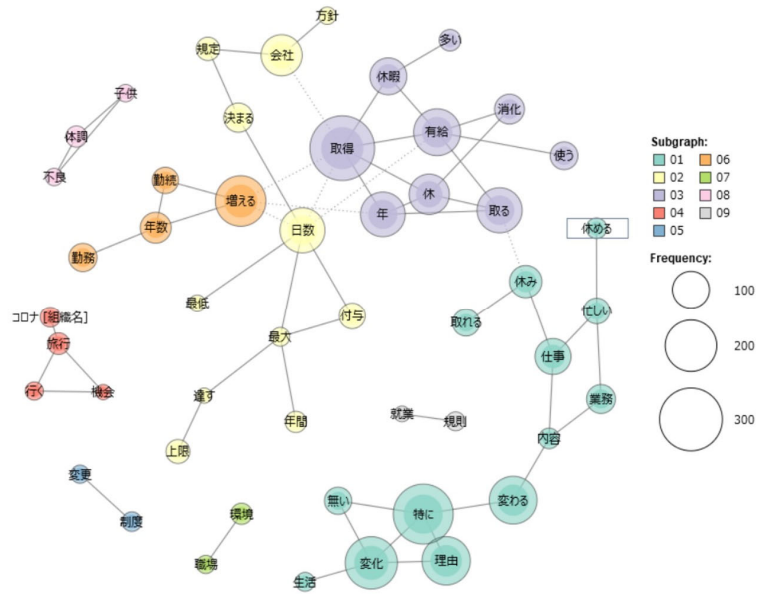 方針
多い
規定
会社
休暇
子供
消化
決まる
有給
体調
取得
使う
不良
勤続
休
増える
年
取る
年数
日数
休める
勤務
休み
最低
忙しい
コロナ [組織名]
付与
取れる
旅行
最大
仕事
行く
機会
達す
業務
就業
規則
年間
内容
上限
変更
無い
変わる
環境
特に
制度
理由
職場
変化
生活
Subgraph:
01 06
02 07
03 08
04 09
05
Frequency:
100
200
300